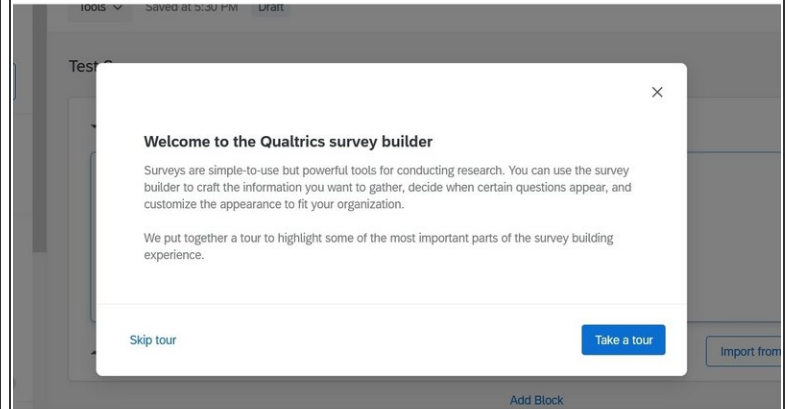 Tools Saved at 5:30 PM Draft
Test
Welcome to the Qualtrics survey builder
Surveys are simple-to-use but powerful tools for conducting research. You can use the survey
builder to craft the information you want to gather, decide when certain questions appear, and
customize the appearance to fit your organization.
We put together a tour to highlight some of the most important parts of the survey building
experience.
Skip tour
Take a tour
Import from
Add Block